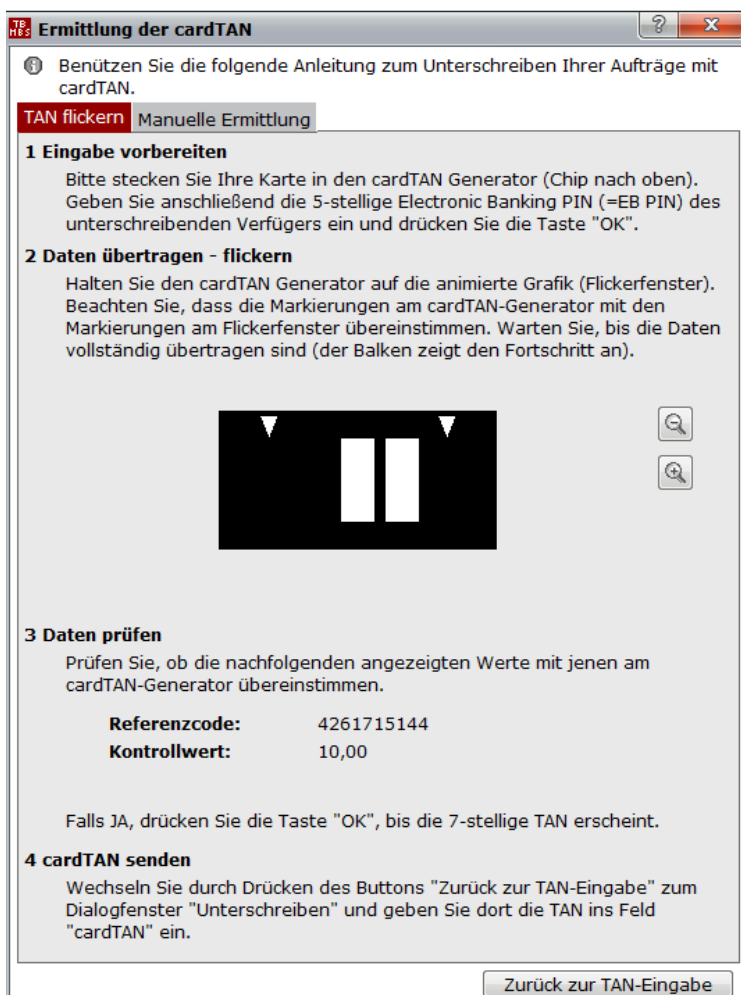 TB
MBS
Ermittlung der cardTAN
Benützen Sie die folgende Anleitung zum Unterschreiben Ihrer Aufträge mit
cardTAN.
TAN flickern
Manuelle Ermittlung
1 Eingabe vorbereiten
Bitte stecken Sie Ihre Karte in den cardTAN Generator (Chip nach oben).
Geben Sie anschließend die 5-stellige Electronic Banking PIN (=EB PIN) des
unterschreibenden Verfügers ein und drücken Sie die Taste "OK".
2 Daten übertragen - flickern
Halten Sie den cardTAN Generator auf die animierte Grafik (Flickerfenster).
Beachten Sie, dass die Markierungen am cardTAN-Generator mit den
Markierungen am Flickerfenster übereinstimmen. Warten Sie, bis die Daten
vollständig übertragen sind (der Balken zeigt den Fortschritt an).
3 Daten prüfen
Prüfen Sie, ob die nachfolgenden angezeigten Werte mit jenen am
cardTAN-Generator übereinstimmen.
Referenzcode: 4261715144
Kontrollwert: 10,00
Falls JA, drücken Sie die Taste "OK", bis die 7-stellige TAN erscheint.
4 cardTAN senden
Wechseln Sie durch Drücken des Buttons "Zurück zur TAN-Eingabe" zum
Dialogfenster "Unterschreiben" und geben Sie dort die TAN ins Feld
"cardTAN" ein.
Zurück zur TAN-Eingabe